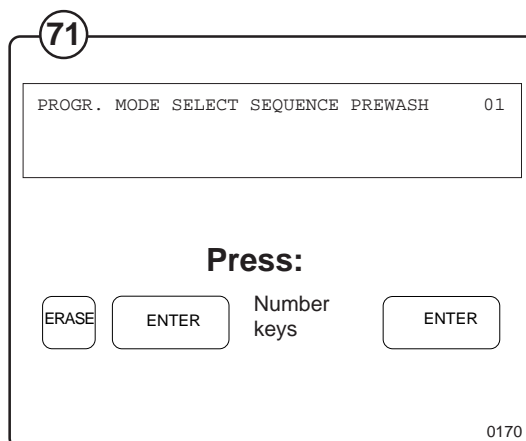 71
PROGR. MODE SELECT SEQUENCE PREWASH 01
Press:
ERASE ENTER Number keys ENTER
0170